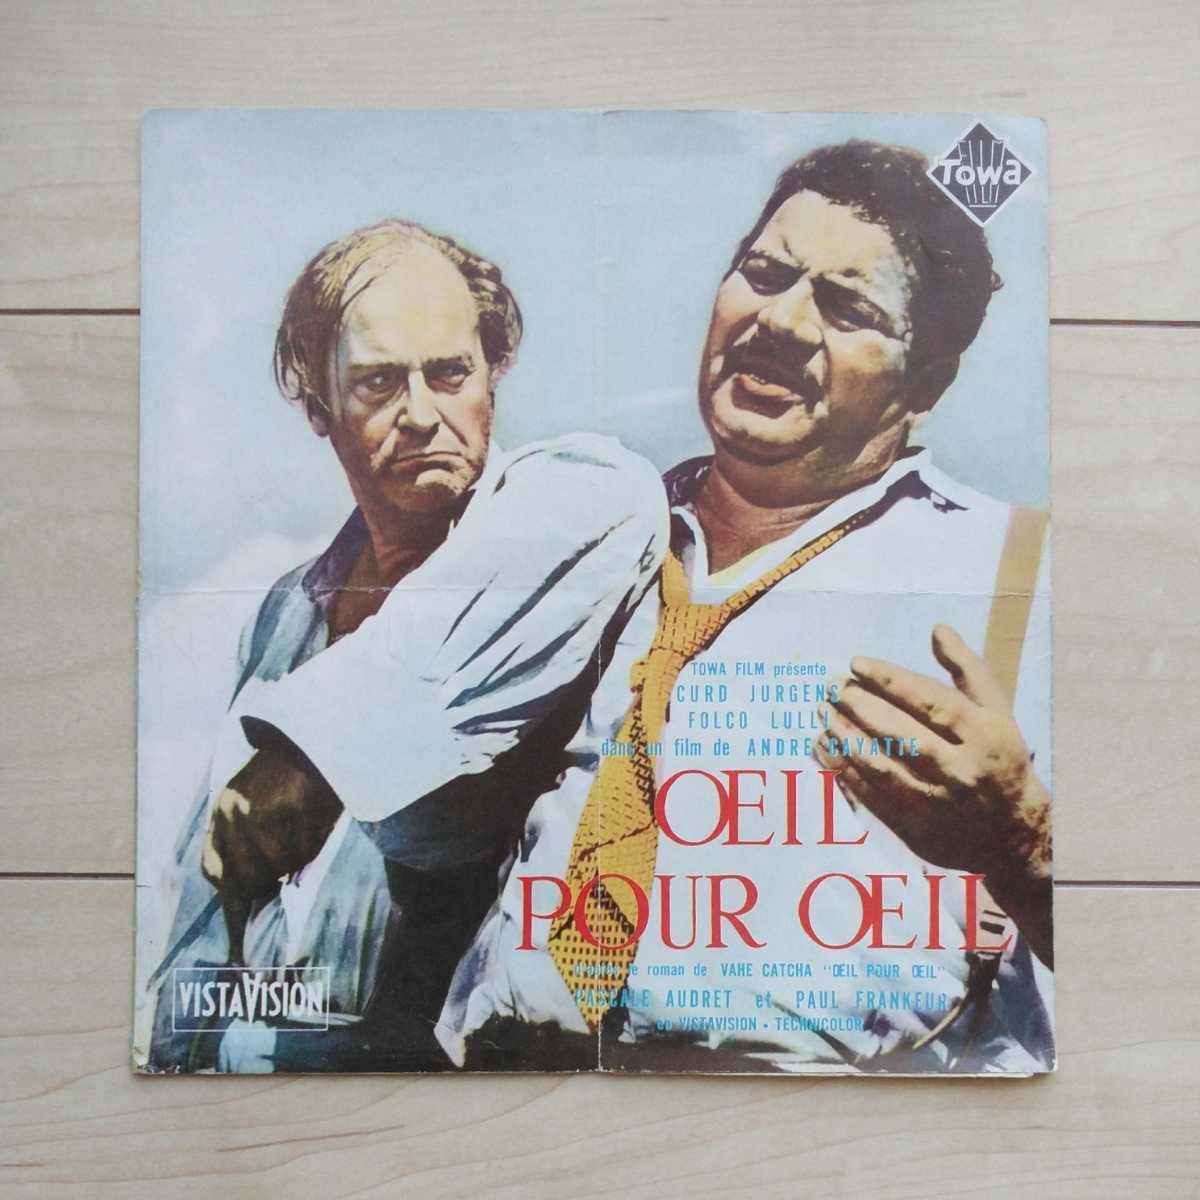 Towa
FILM
TOWA FILM présente
CURD JURGENS
FOLCO LULLI
dans un film de ANDRE CAYATTE
ŒIL
POUR ŒIL
d'après le roman de VAHE CATCHA "ŒIL POUR ŒIL"
PASCALE AUDRET et PAUL FRANKEUR
en VISTAVISION • TECHNICOLOR
VISTAVISION